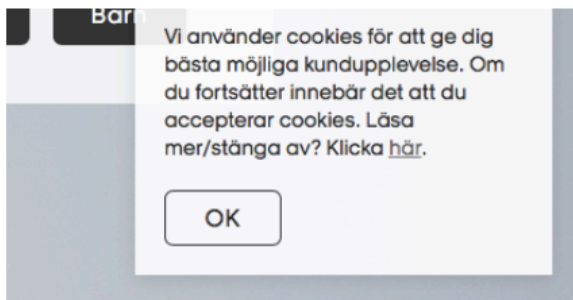 Barn
Vi använder cookies för att ge dig
bästa möjliga kundupplevelse. Om
du fortsätter innebär det att du
accepterar cookies. Läsa
mer/stänga av? Klicka här.
OK